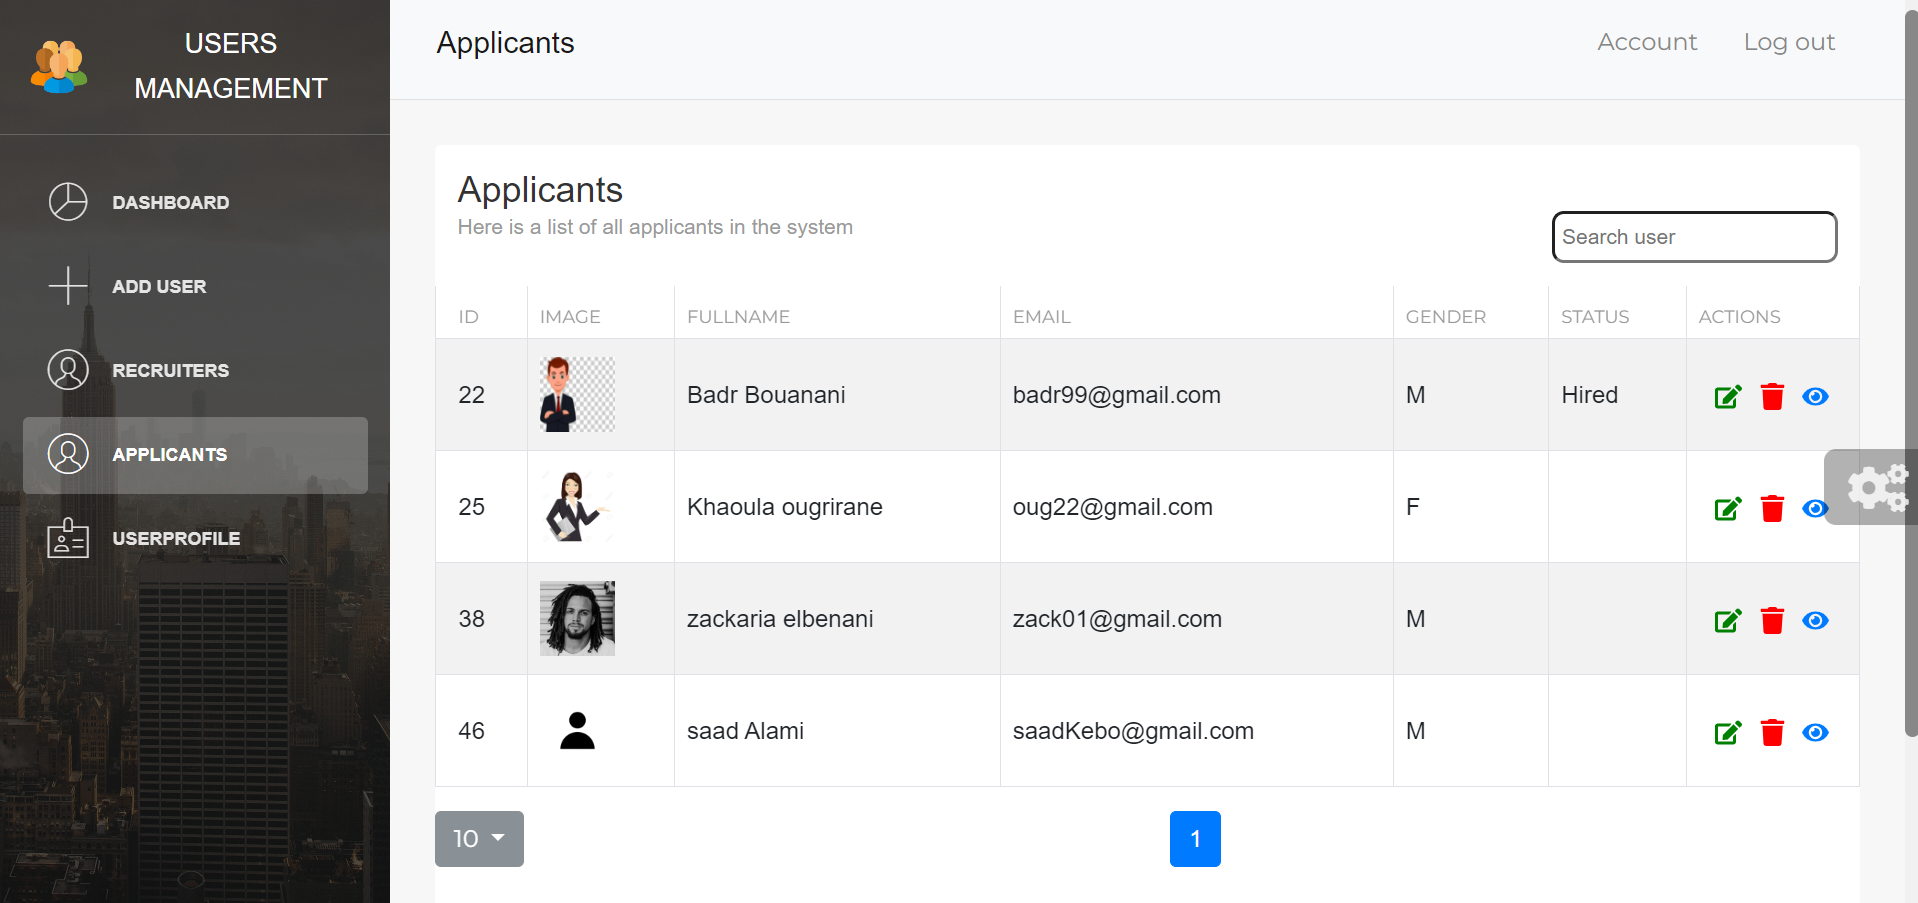 USERS
MANAGEMENT
DASHBOARD
ADD USER
RECRUITERS
APPLICANTS
USERPROFILE
Applicants
Account
Log out
Applicants
Here is a list of all applicants in the system
Search user
ID IMAGE FULLNAME EMAIL GENDER STATUS ACTIONS
22 Badr Bouanani badr99@gmail.com M Hired
25 Khaoula ougrirane oug22@gmail.com F
38 zackaria elbenani zack01@gmail.com M
46 saad Alami saadKebo@gmail.com M
10
1